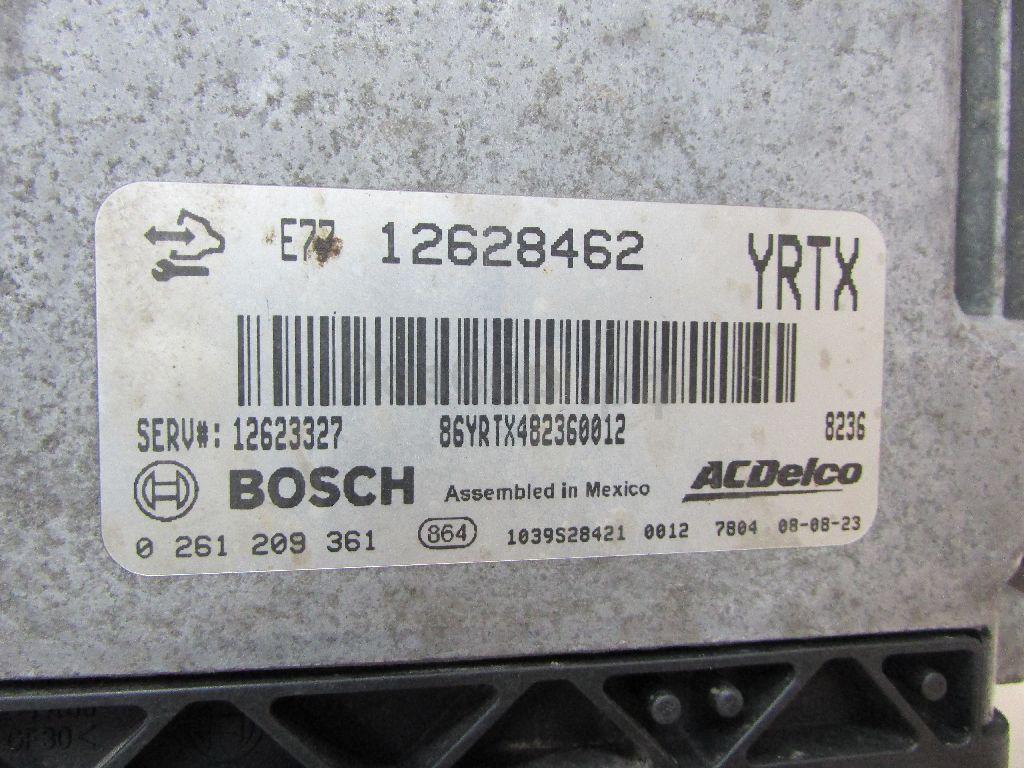 E77 12628462 YRTX
SERV#: 12623327 86YRTX482360012 8236
BOSCH Assembled in Mexico ACDelco
0 261 209 361 864 1039S28421 0012 7804 08-08-23
GF30<